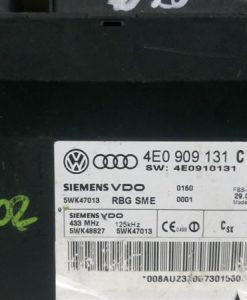 4E0 909 131 C
SW: 4E0910131
SIEMENS VDO 0160
5WK47013 RBG SME 0001
SIEMENS VDO
433 MHz 125kHz
5WK48827 5WK47013